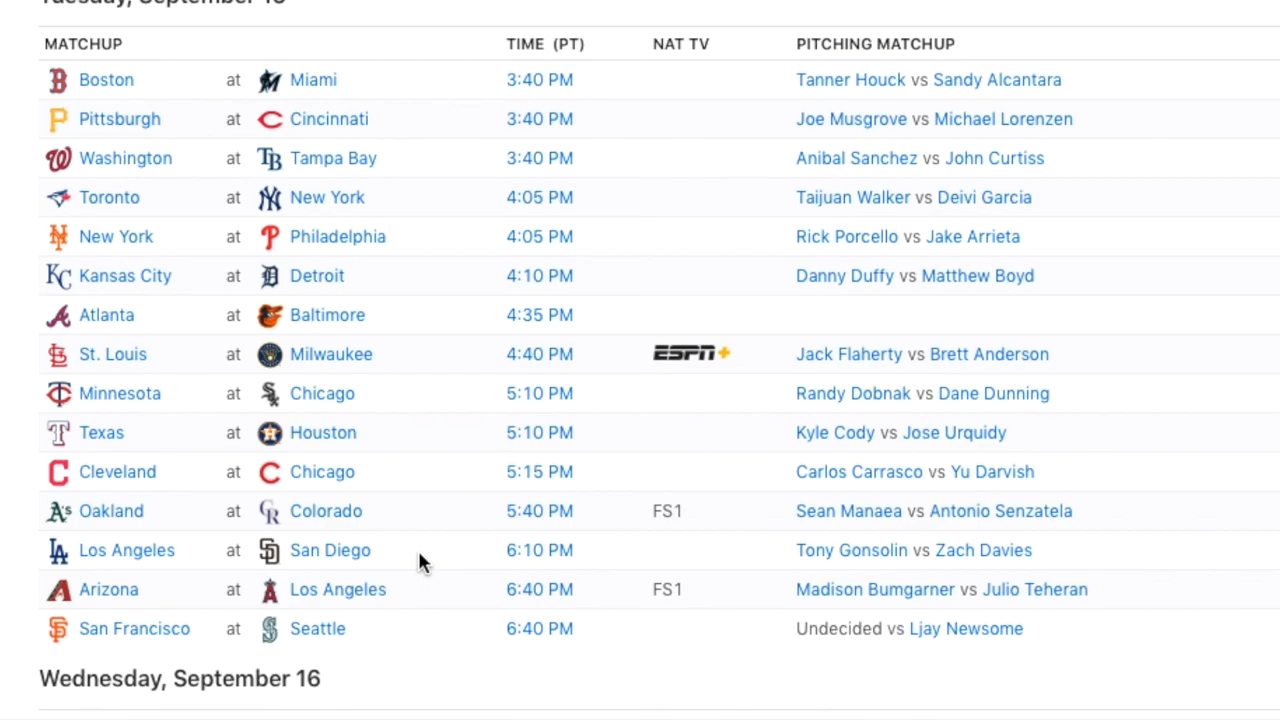 Tuesday, September 15
MATCHUP TIME (PT) NAT TV PITCHING MATCHUP
Boston at Miami 3:40 PM Tanner Houck vs Sandy Alcantara
Pittsburgh at Cincinnati 3:40 PM Joe Musgrove vs Michael Lorenzen
Washington at Tampa Bay 3:40 PM Anibal Sanchez vs John Curtiss
Toronto at New York 4:05 PM Taijuan Walker vs Deivi Garcia
New York at Philadelphia 4:05 PM Rick Porcello vs Jake Arrieta
Kansas City at Detroit 4:10 PM Danny Duffy vs Matthew Boyd
Atlanta at Baltimore 4:35 PM
St. Louis at Milwaukee 4:40 PM ESPN+ Jack Flaherty vs Brett Anderson
Minnesota at Chicago 5:10 PM Randy Dobnak vs Dane Dunning
Texas at Houston 5:10 PM Kyle Cody vs Jose Urquidy
Cleveland at Chicago 5:15 PM Carlos Carrasco vs Yu Darvish
Oakland at Colorado 5:40 PM FS1 Sean Manaea vs Antonio Senzatela
Los Angeles at San Diego 6:10 PM Tony Gonsolin vs Zach Davies
Arizona at Los Angeles 6:40 PM FS1 Madison Bumgarner vs Julio Teheran
San Francisco at Seattle 6:40 PM Undecided vs Ljay Newsome
Wednesday, September 16